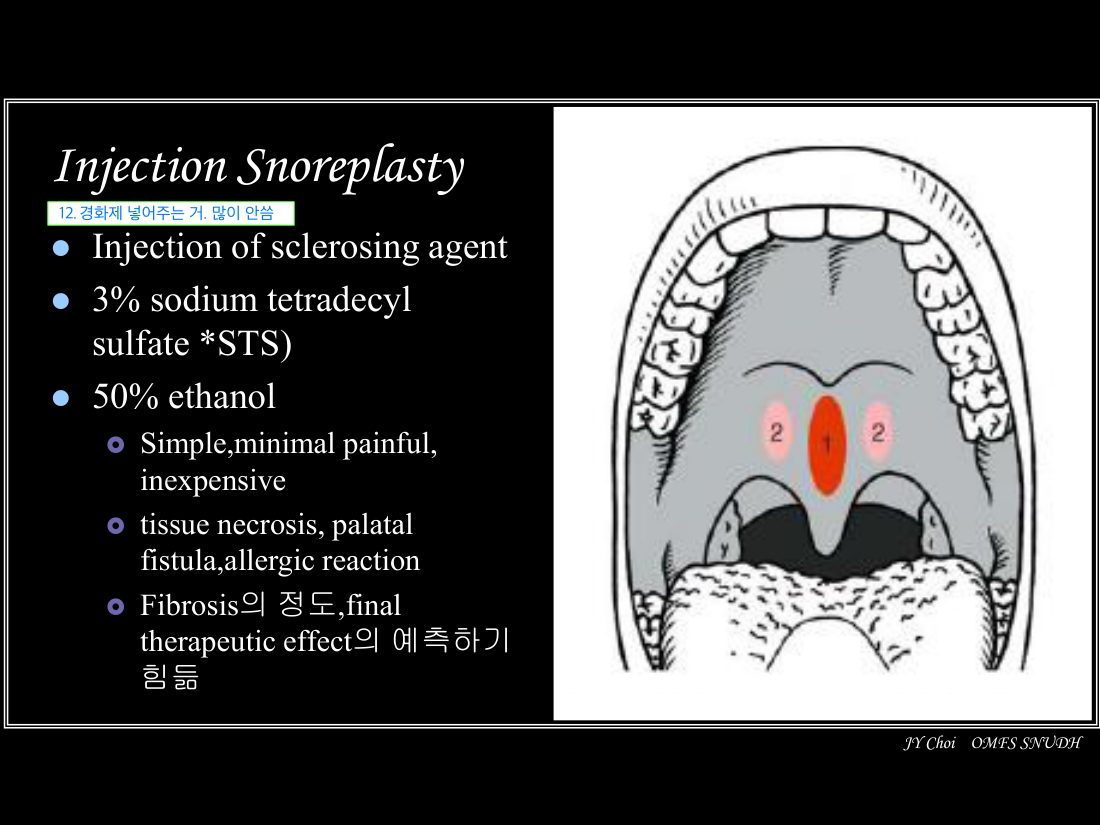 Injection Snoreplasty
12. 경화제 넣어주는 거. 많이 안씀
Injection of sclerosing agent
3% sodium tetradecyl
sulfate *STS)
50% ethanol
Simple,minimal painful,
inexpensive
tissue necrosis, palatal
fistula,allergic reaction
Fibrosis의 정도,final
therapeutic effect의 예측하기
힘듦
2
1
2
JY Choi OMFS SNUDH